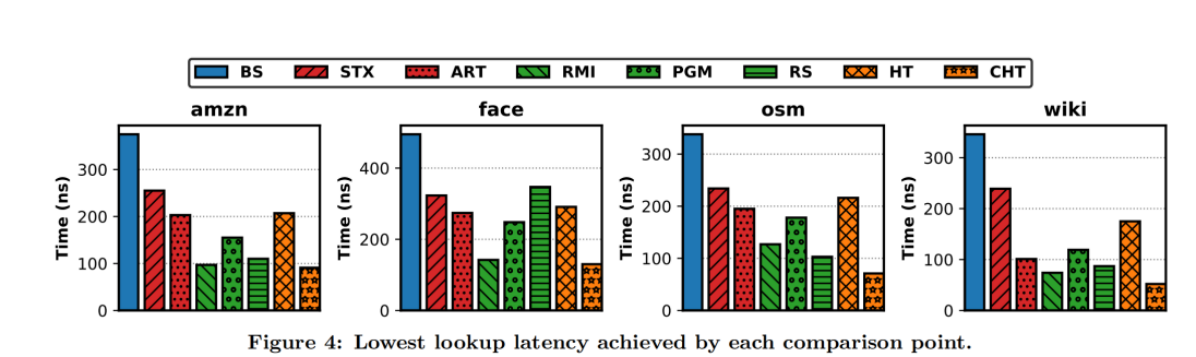 BS STX ART RMI PGM RS HT CHT
amzn face osm wiki
Time (ns)
300
200
100
0
Time (ns)
400
200
0
Time (ns)
300
200
100
0
Time (ns)
300
200
100
0
Figure 4: Lowest lookup latency achieved by each comparison point.